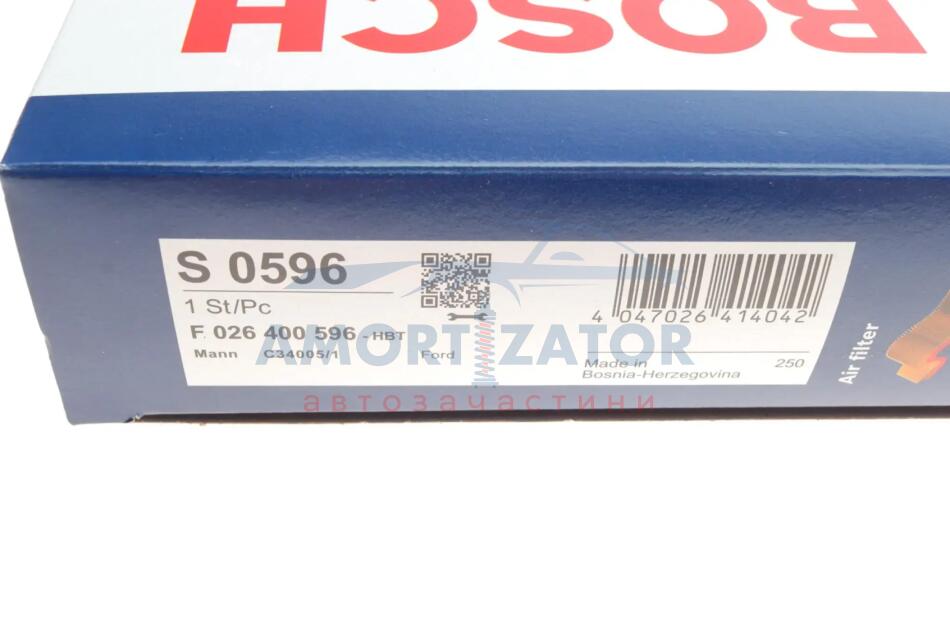 BOSCH
S 0596
1 St/Pc
F 026 400 596 - HBT
Mann C34005/1 Ford
4 047026 414042
Made in
Bosnia-Herzegovina
250
Air filter
AMORTIZATOR
автозапчастини